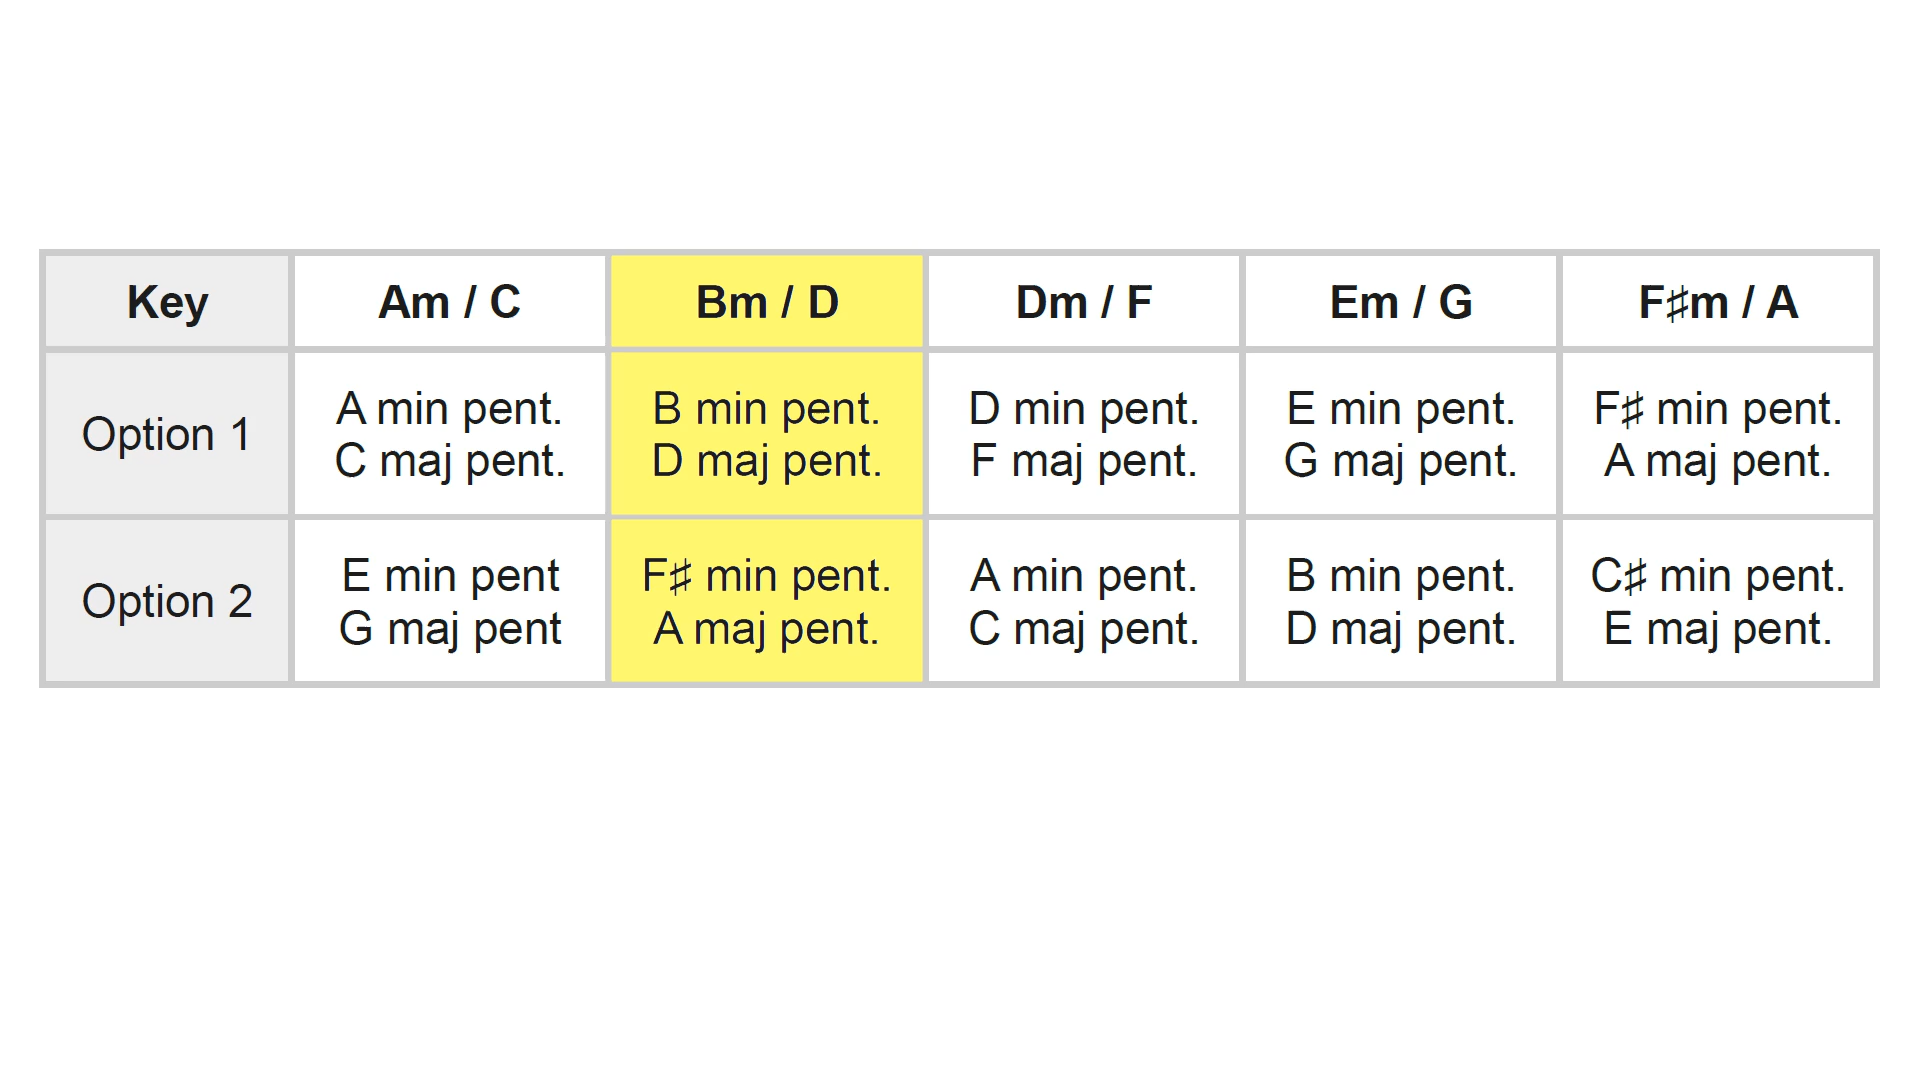 Key Am / C Bm / D Dm / F Em / G F♯m / A
Option 1
A min pent.
C maj pent.
B min pent.
D maj pent.
D min pent.
F maj pent.
E min pent.
G maj pent.
F♯ min pent.
A maj pent.
Option 2
E min pent
G maj pent
F♯ min pent.
A maj pent.
A min pent.
C maj pent.
B min pent.
D maj pent.
C♯ min pent.
E maj pent.